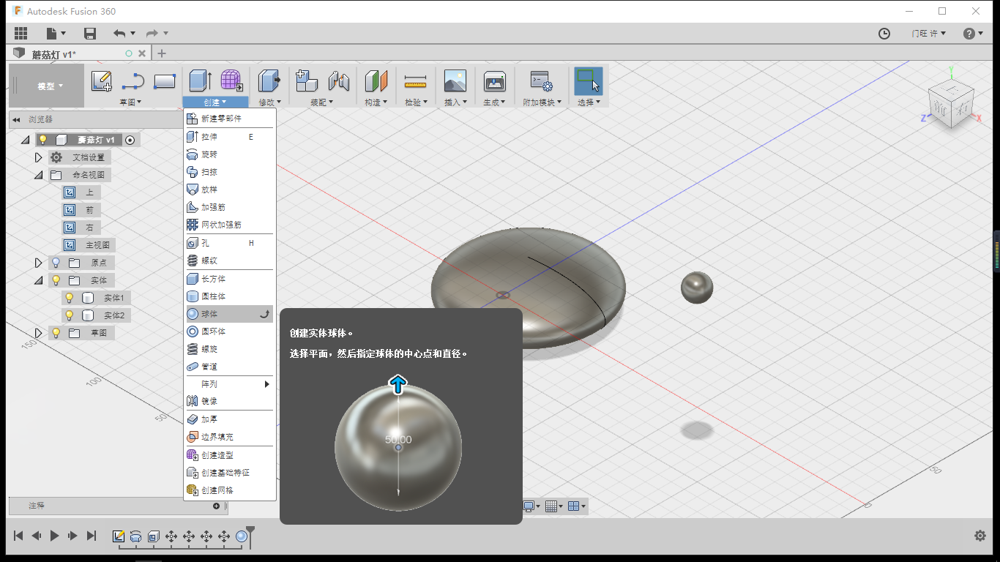 Autodesk Fusion 360
门旺 许
蘑菇灯 v1*
模型
草图
创建
修改
装配
构造
检验
插入
生成
附加模块
选择
上
前
右
Y
Z
X
浏览器
蘑菇灯 v1
文档设置
命名视图
上
前
右
主视图
原点
实体
实体1
实体2
草图
新建零部件
拉伸 E
旋转
扫掠
放样
加强筋
网状加强筋
孔 H
螺纹
长方体
圆柱体
球体
圆环体
螺旋
管道
阵列
镜像
加厚
边界填充
创建造型
创建基础特征
创建网格
创建实体球体。
选择平面，然后指定球体的中心点和直径。
50.00
150
100
50
50
0
注释